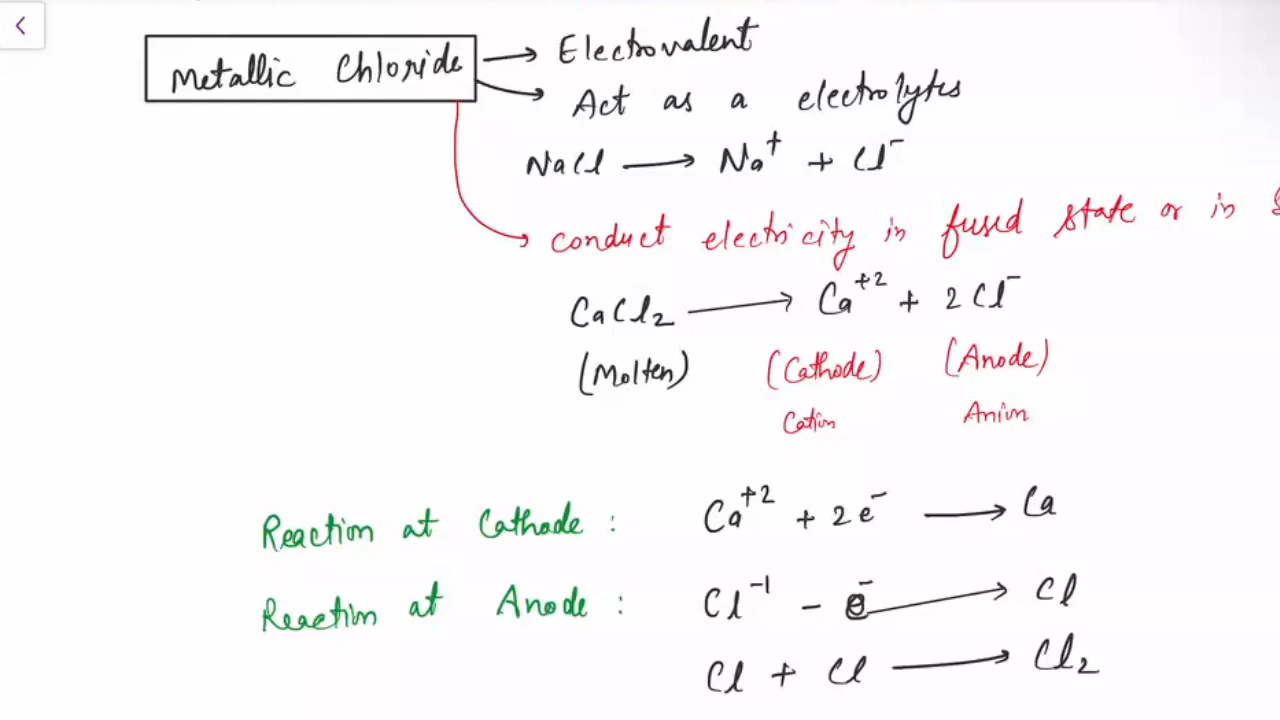 Metallic Chloride → Electrovalent
→ Act as a electrolytes
NaCl → Na⁺ + Cl⁻
→ conduct electricity in fused state or in
CaCl₂ → Ca⁺² + 2Cl⁻
(Molten) (Cathode) (Anode)
Cation Anion
Reaction at Cathode : Ca⁺² + 2e⁻ → Ca
Reaction at Anode : Cl⁻¹ - e⁻ → Cl
Cl + Cl → Cl₂